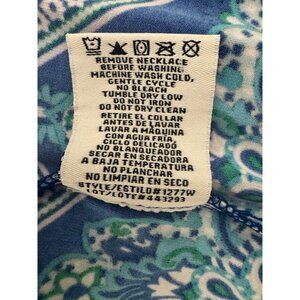 REMOVE NECKLACE
BEFORE WASHING
MACHINE WASH COLD,
GENTLE CYCLE
NO BLEACH
TUMBLE DRY LOW
DO NOT IRON
DO NOT DRY CLEAN
RETIRE EL COLLAR
ANTES DE LAVAR
LAVAR A MÁQUINA
CON AGUA FRÍA,
CICLO DELICADO
NO BLANQUEADOR
SECAR EN SECADORA
A BAJA TEMPERATURA
NO PLANCHAR
NO LIMPIAR EN SECO
STYLE/ESTILO#1277W
LOT/LOTE#443293